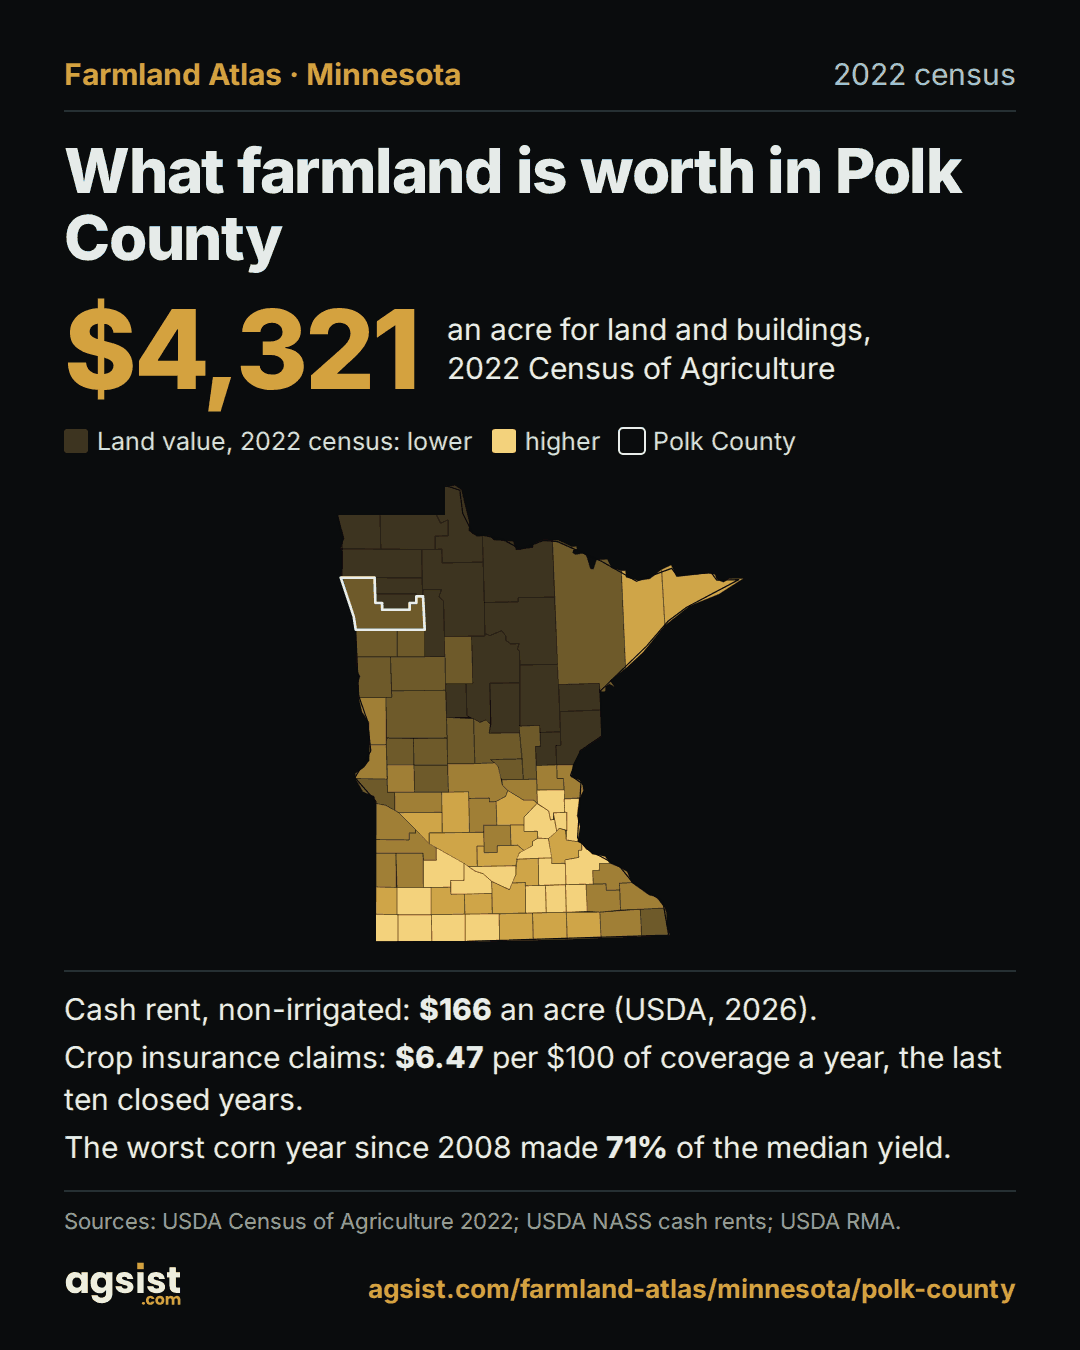 Farmland Atlas · Minnesota
2022 census
What farmland is worth in Polk
County
$4,321
an acre for land and buildings,
2022 Census of Agriculture
Land value, 2022 census: lower
higher
Polk County
Cash rent, non-irrigated: $166 an acre (USDA, 2026).
Crop insurance claims: $6.47 per $100 of coverage a year, the last
ten closed years.
The worst corn year since 2008 made 71% of the median yield.
Sources: USDA Census of Agriculture 2022; USDA NASS cash rents; USDA RMA.
agsist
.com
agsist.com/farmland-atlas/minnesota/polk-county